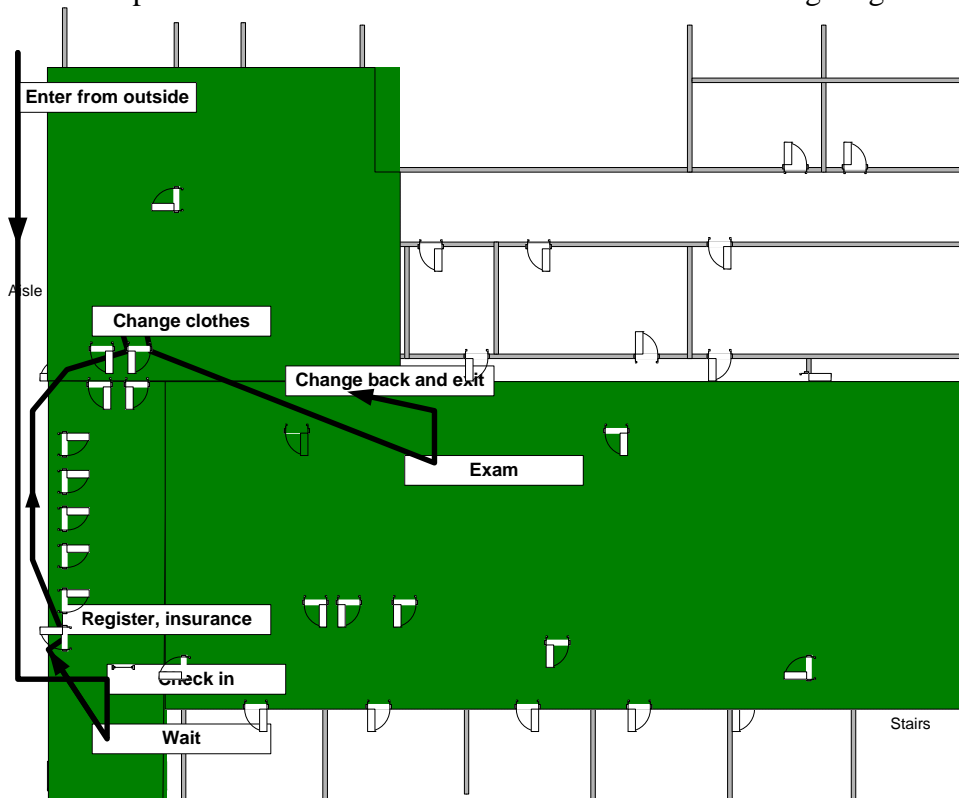 Enter from outside
Aisle
Change clothes
Change back and exit
Exam
Register, insurance
Check in
Stairs
Wait